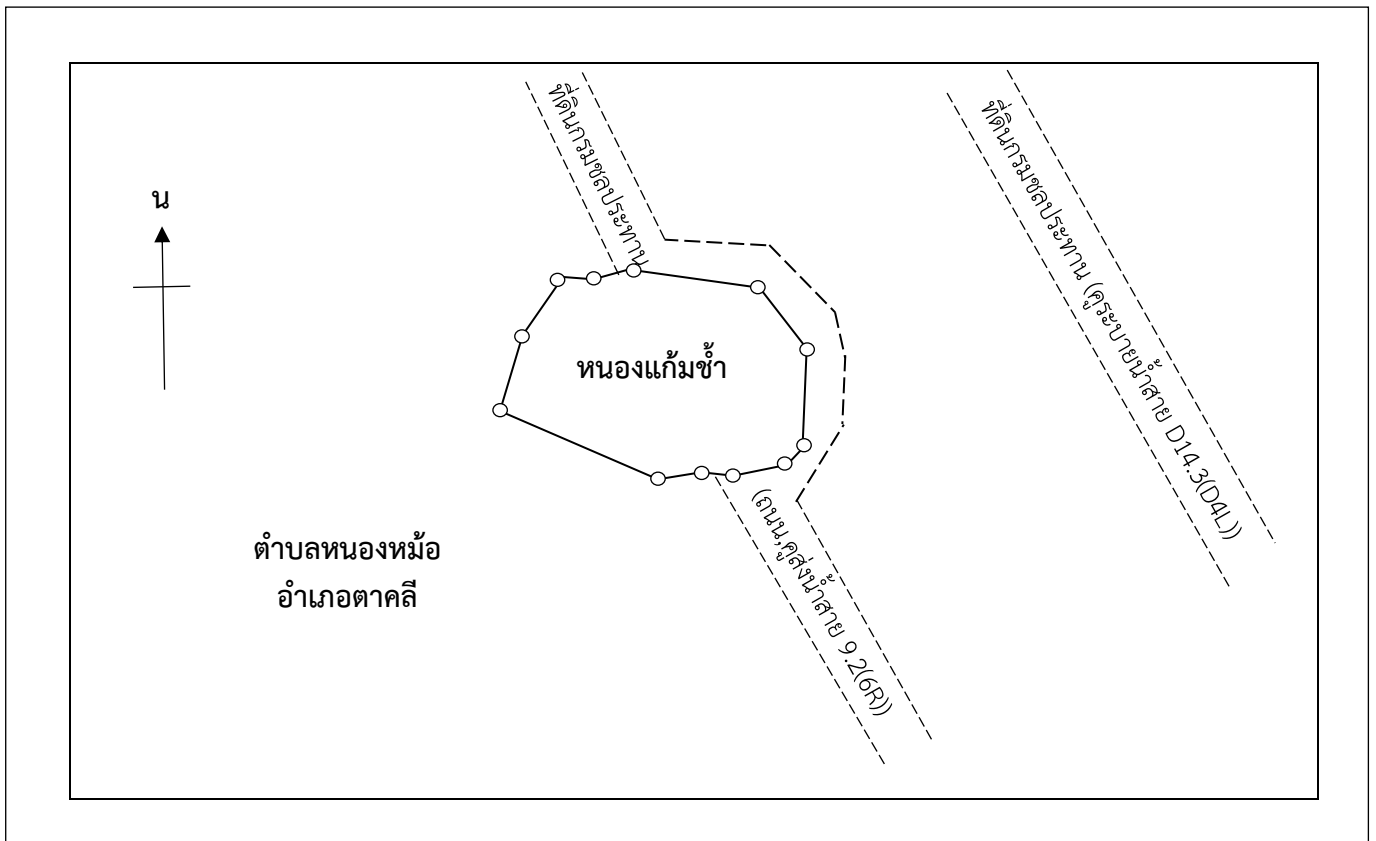 น
ที่ดินกรมชลประทาน
ที่ดินกรมชลประทาน (คูระบายน้ำสาย D14.3(D4L))
หนองแก้มช้ำ
(ถนน,คูส่งน้ำสาย 9.2(6R))
ตำบลหนองหม้อ
อำเภอตาคลี